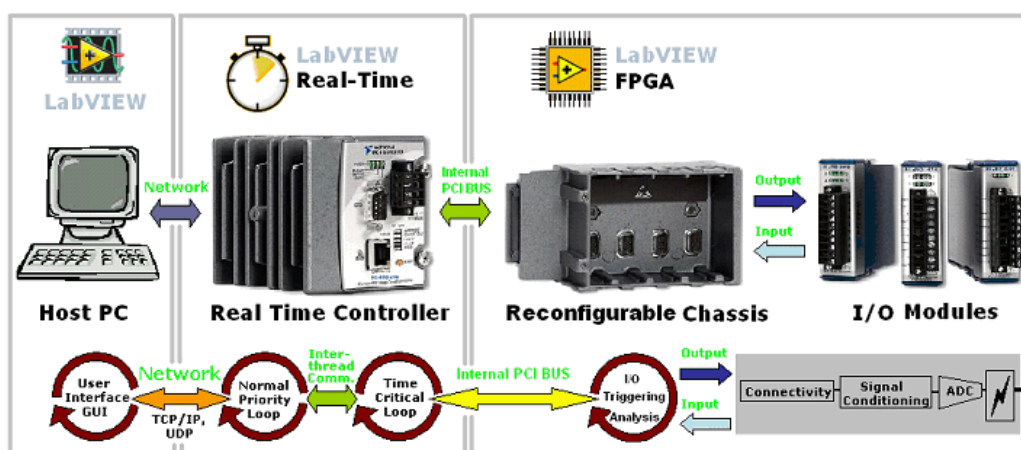 LabVIEW
LabVIEW
Real-Time
LabVIEW
FPGA
Network
Internal
PCI BUS
Output
Input
Host PC
Real Time Controller
Reconfigurable Chassis
I/O Modules
User
Interface
GUI
Network
TCP/IP,
UDP
Normal
Priority
Loop
Inter-
thread
Comm.
Time
Critical
Loop
Internal PCI BUS
I/O
Triggering
Analysis
Output
Input
Connectivity
Signal
Conditioning
ADC